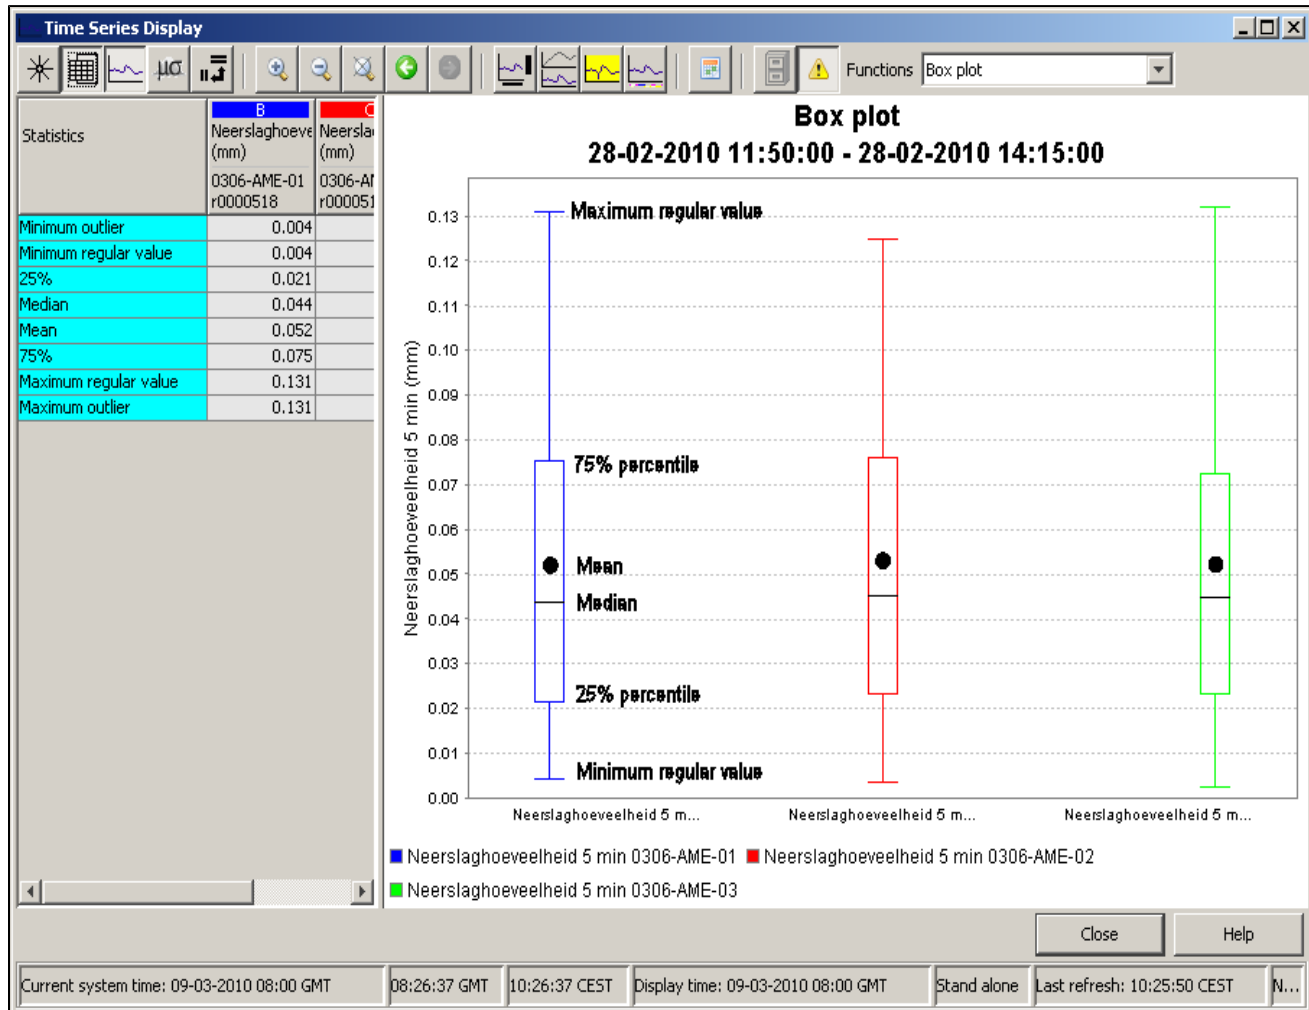 Time Series Display
μσ
Functions Box plot
Statistics
B
Neerslaghoeve
(mm)
0306-AME-01
r0000518
C
Neersla
(mm)
0306-AM
r000051
Minimum outlier 0.004
Minimum regular value 0.004
25% 0.021
Median 0.044
Mean 0.052
75% 0.075
Maximum regular value 0.131
Maximum outlier 0.131
Box plot
28-02-2010 11:50:00 - 28-02-2010 14:15:00
Neerslaghoeveelheid 5 min (mm)
0.13
0.12
0.11
0.10
0.09
0.08
0.07
0.06
0.05
0.04
0.03
0.02
0.01
0.00
Maximum regular value
75% percentile
Mean
Median
25% percentile
Minimum regular value
Neerslaghoeveelheid 5 m... Neerslaghoeveelheid 5 m... Neerslaghoeveelheid 5 m...
Neerslaghoeveelheid 5 min 0306-AME-01 Neerslaghoeveelheid 5 min 0306-AME-02
Neerslaghoeveelheid 5 min 0306-AME-03
Close Help
Current system time: 09-03-2010 08:00 GMT 08:26:37 GMT 10:26:37 CEST Display time: 09-03-2010 08:00 GMT Stand alone Last refresh: 10:25:50 CEST N...